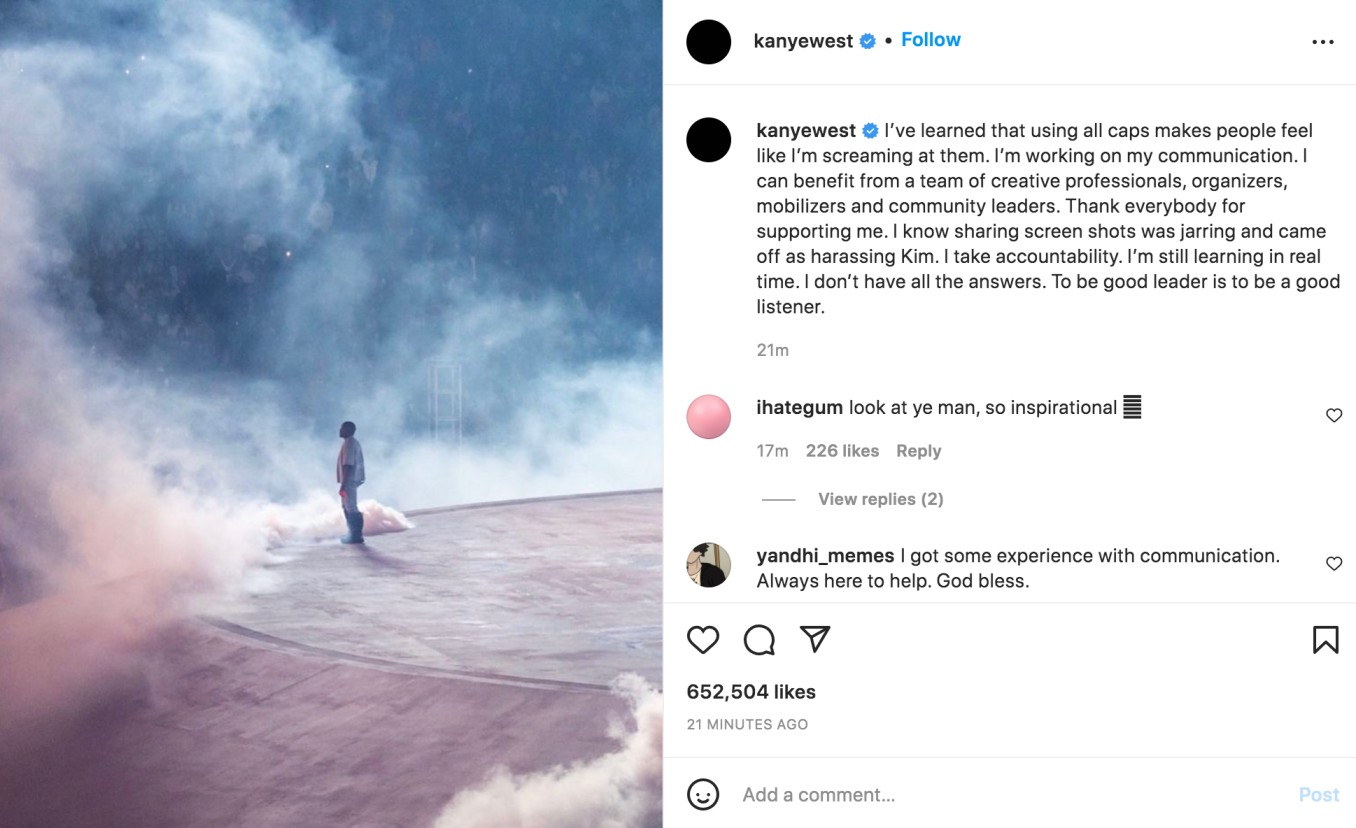 kanyewest • Follow
kanyewest I’ve learned that using all caps makes people feel
like I’m screaming at them. I’m working on my communication. I
can benefit from a team of creative professionals, organizers,
mobilizers and community leaders. Thank everybody for
supporting me. I know sharing screen shots was jarring and came
off as harassing Kim. I take accountability. I’m still learning in real
time. I don’t have all the answers. To be good leader is to be a good
listener.
21m
ihategum look at ye man, so inspirational
17m 226 likes Reply
View replies (2)
yandhi_memes I got some experience with communication.
Always here to help. God bless.
652,504 likes
21 MINUTES AGO
Add a comment... Post